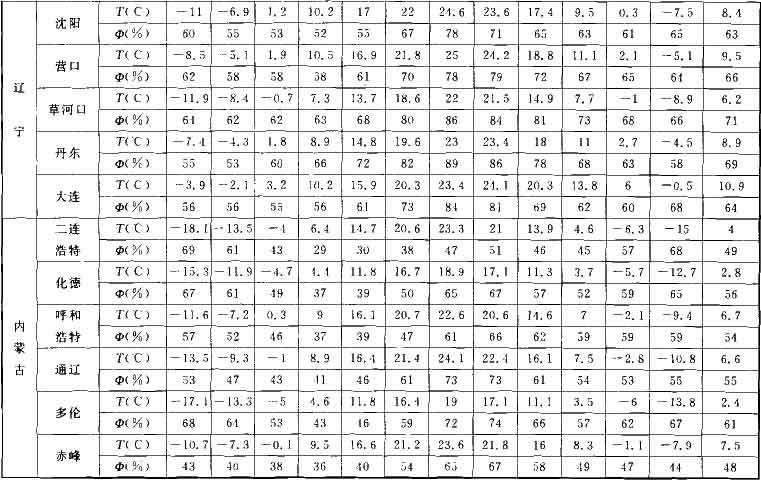 辽宁
沈阳 T(C) −11 −6.9 1.2 10.2 17 22 24.6 23.6 17.4 9.5 0.3 −7.5 8.4
Φ(%) 60 55 53 52 55 67 78 71 65 63 61 65 63
营口 T(C) −8.5 −5.1 1.9 10.5 16.9 21.8 25 24.2 18.8 11.1 2.1 −5.1 9.5
Φ(%) 62 58 58 58 61 70 78 79 72 67 65 64 66
草河口 T(C) −11.9 −8.4 −0.7 7.3 13.7 18.6 22 21.5 14.9 7.7 −1 −8.9 6.2
Φ(%) 64 62 62 63 68 80 86 84 81 73 68 66 71
丹东 T(C) −7.4 −4.3 1.8 8.9 14.8 19.6 23 23.4 18 11 2.7 −4.5 8.9
Φ(%) 55 53 60 66 72 82 89 86 78 68 63 58 69
大连 T(C) −3.9 −2.1 3.2 10.2 15.9 20.3 23.4 24.1 20.3 13.8 6 −0.5 10.9
Φ(%) 56 56 55 56 61 73 84 81 69 62 60 68 64
内蒙古
二连浩特 T(C) −18.1 −13.5 −4 6.4 14.7 20.6 23.3 21 13.9 4.6 −6.3 −15 4
Φ(%) 69 61 43 29 30 38 47 51 46 45 57 68 49
化德 T(C) −15.3 −11.9 −4.7 4.4 11.8 16.7 18.9 17.1 11.3 3.7 −5.7 −12.7 2.8
Φ(%) 67 61 49 37 39 50 65 67 57 52 59 65 56
呼和浩特 T(C) −11.6 −7.2 0.3 9 16.1 20.7 22.6 20.6 14.6 7 −2.1 −9.4 6.7
Φ(%) 57 52 46 37 39 47 61 66 62 59 59 59 54
通辽 T(C) −13.5 −9.3 −1 8.9 16.4 21.4 24.1 22.4 16.1 7.5 −2.8 −10.8 6.6
Φ(%) 53 47 43 41 46 61 73 73 61 54 53 55 55
多伦 T(C) −17.1 −13.3 −5 4.6 11.8 16.4 19 17.1 11.1 3.5 −6 −13.8 2.4
Φ(%) 68 64 53 43 46 59 72 74 66 57 62 67 61
赤峰 T(C) −10.7 −7.3 −0.1 9.5 16.6 21.2 23.6 21.8 16 8.3 −1.1 −7.9 7.5
Φ(%) 43 40 38 36 40 54 65 67 58 49 47 44 48